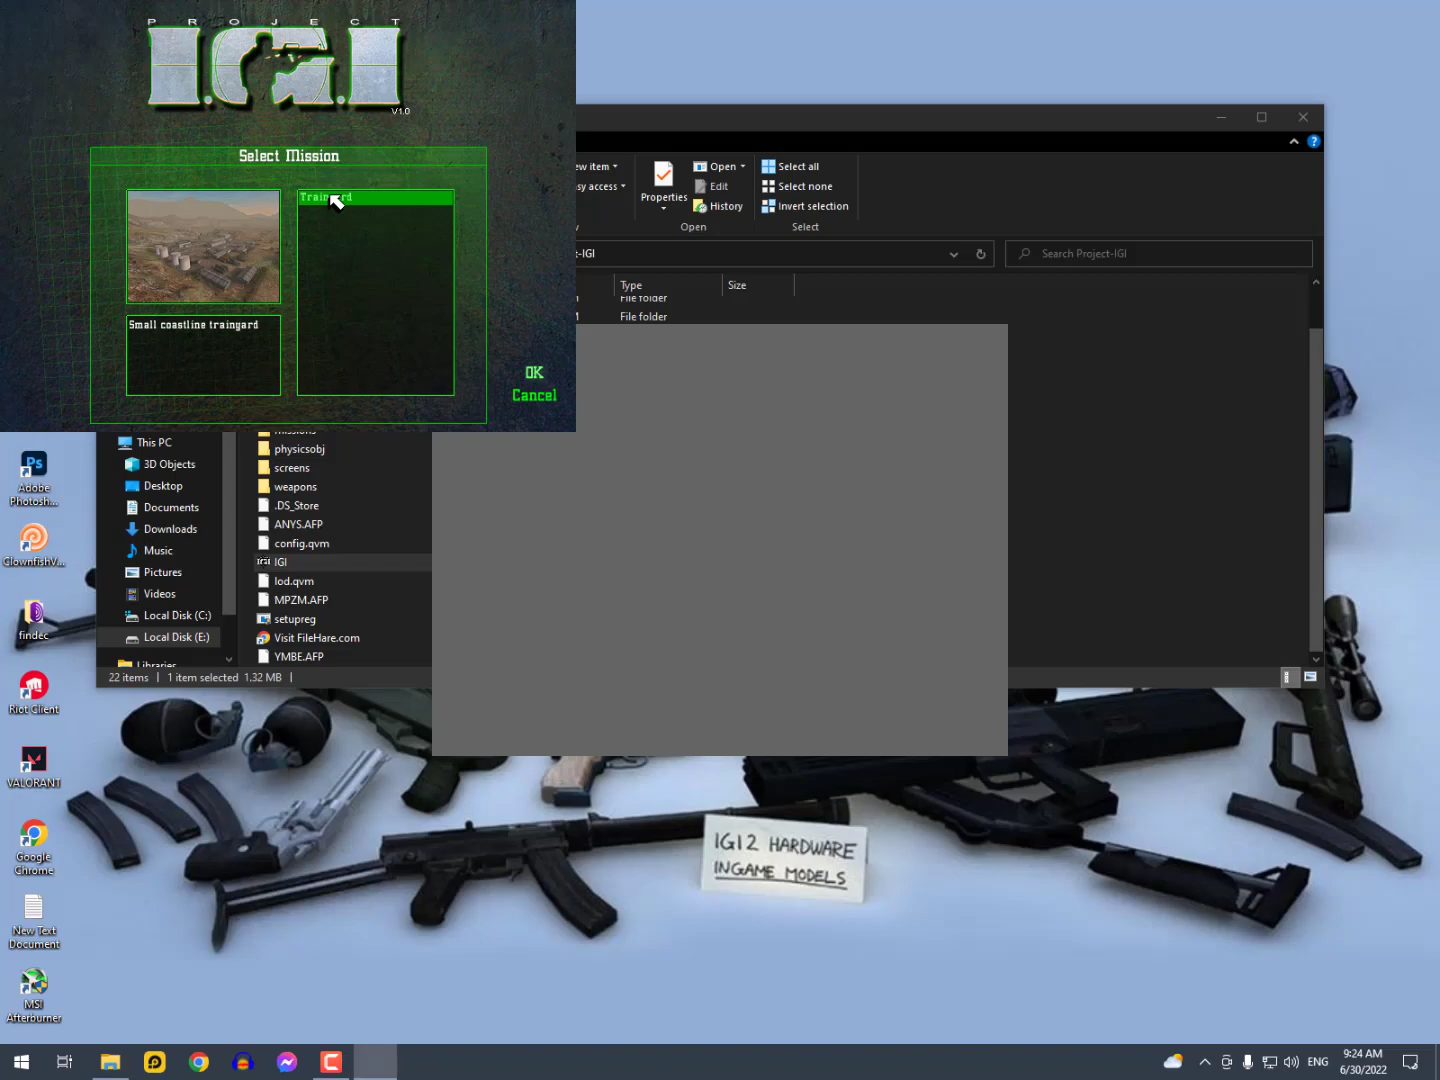 PROJECT
I.G.I
V1.0
Select Mission
Trainyard
Small coastline trainyard
OK
Cancel
ew item
Open
Select all
sy access
Edit
Select none
Properties
History
Invert selection
Open
Select
t-IGI
Search Project-IGI
Type
Size
File folder
File folder
missions
This PC
physicsobj
3D Objects
screens
Desktop
weapons
Documents
.DS_Store
Downloads
ANYS.AFP
Music
config.qvm
Pictures
IGI
Videos
lod.qvm
Local Disk (C:)
MPZM.AFP
setupreg
Local Disk (E:)
Visit FileHare.com
Libraries
YMBE.AFP
22 items
1 item selected 1.32 MB
Ps
Adobe
Photosh...
ClownfishV...
findec
Riot Client
VALORANT
Google
Chrome
New Text
Document
MSI
Afterburner
IGI 2 HARDWARE
INGAME MODELS
ENG
9:24 AM
6/30/2022